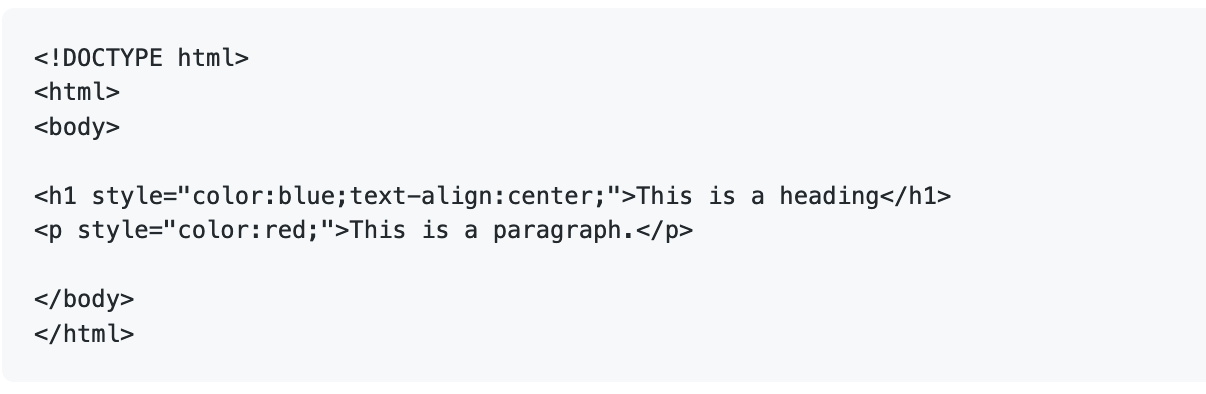 <!DOCTYPE html>
<html>
<body>
<h1 style="color:blue;text-align:center;">This is a heading</h1>
<p style="color:red;">This is a paragraph.</p>
</body>
</html>